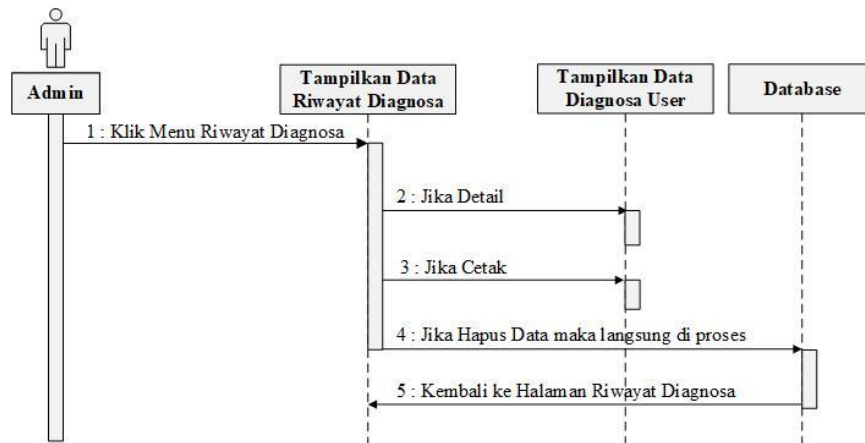 Admin
Tampilkan Data
Riwayat Diagnosa
Tampilkan Data
Diagnosa User
Database
1 : Klik Menu Riwayat Diagnosa
2 : Jika Detail
3 : Jika Cetak
4 : Jika Hapus Data maka langsung di proses
5 : Kembali ke Halaman Riwayat Diagnosa